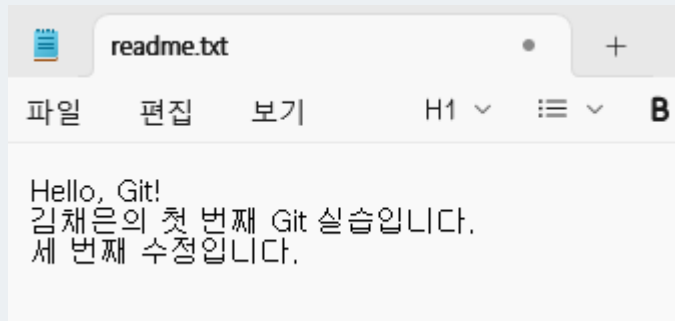 readme.txt
파일 편집 보기 H1 B
Hello, Git!
김채은의 첫 번째 Git 실습입니다.
세 번째 수정입니다.